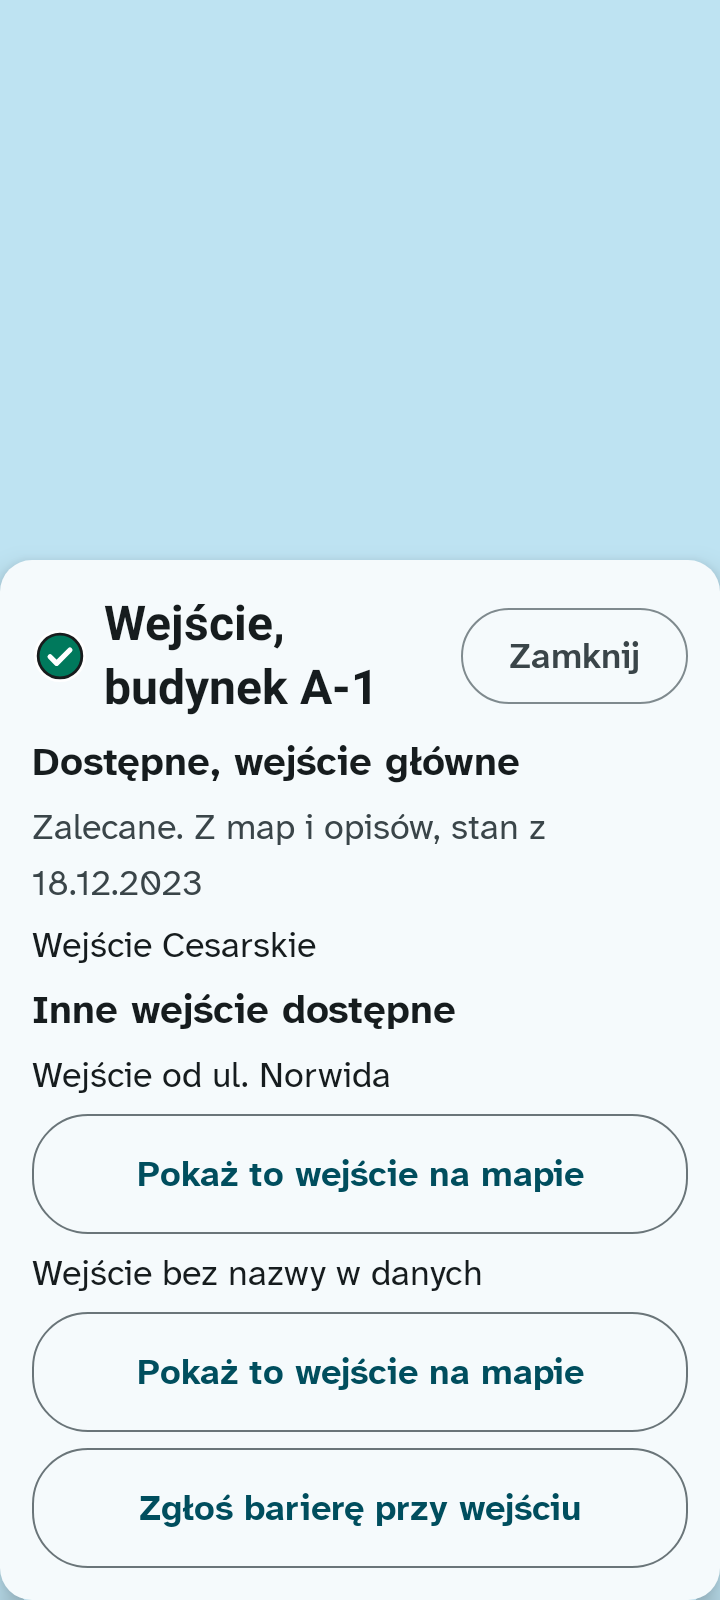 Wejście,
budynek A-1
Zamknij
Dostępne, wejście główne
Zalecane. Z map i opisów, stan z
18.12.2023
Wejście Cesarskie
Inne wejście dostępne
Wejście od ul. Norwida
Pokaż to wejście na mapie
Wejście bez nazwy w danych
Pokaż to wejście na mapie
Zgłoś barierę przy wejściu